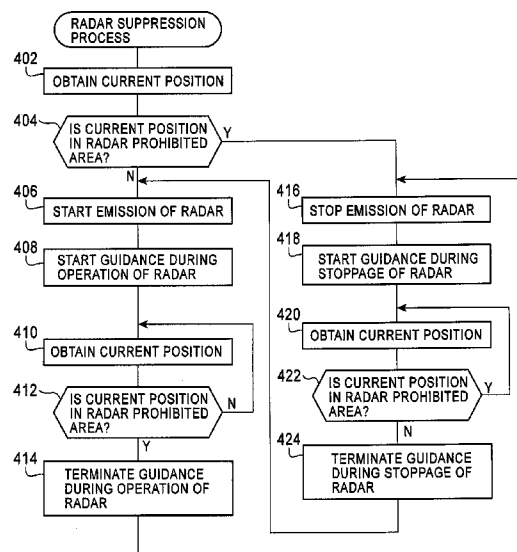 RADAR SUPPRESSION
PROCESS
402
OBTAIN CURRENT POSITION
404
IS CURRENT POSITION
IN RADAR PROHIBITED
AREA?
Y
N
406
START EMISSION OF RADAR
408
START GUIDANCE DURING
OPERATION OF RADAR
410
OBTAIN CURRENT POSITION
412
IS CURRENT POSITION
IN RADAR PROHIBITED
AREA?
N
Y
414
TERMINATE GUIDANCE
DURING OPERATION OF
RADAR
416
STOP EMISSION OF RADAR
418
START GUIDANCE DURING
STOPPAGE OF RADAR
420
OBTAIN CURRENT POSITION
422
IS CURRENT POSITION
IN RADAR PROHIBITED
AREA?
Y
N
424
TERMINATE GUIDANCE
DURING STOPPAGE OF
RADAR